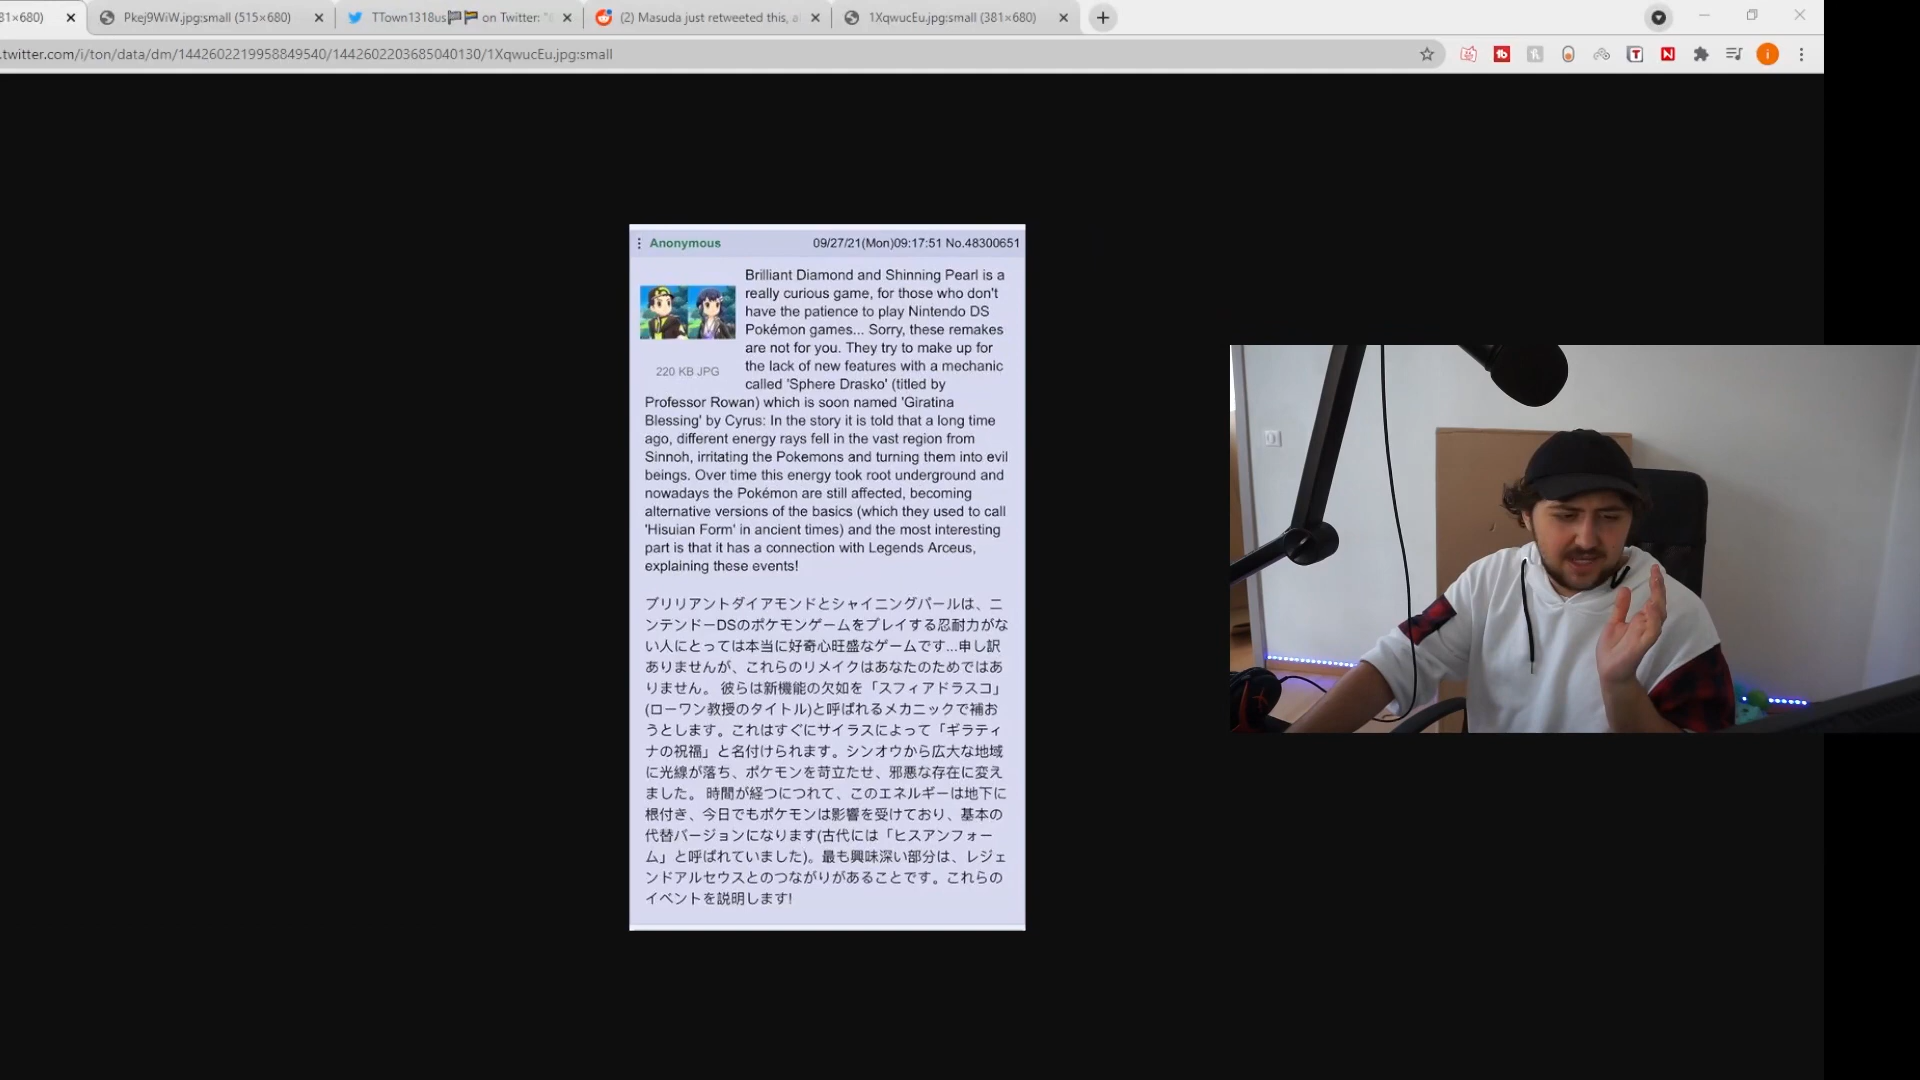 31×680)
Pkej9WiW.jpg:small (515×680)
TTown1318us🏴🏴 on Twitter: "
(2) Masuda just retweeted this, a
1XqwucEu.jpg:small (381×680)
.twitter.com/i/ton/data/dm/1442602219958849540/1442602203685040130/1XqwucEu.jpg:small
Anonymous 09/27/21(Mon)09:17:51 No.48300651
Brilliant Diamond and Shinning Pearl is a
really curious game, for those who don't
have the patience to play Nintendo DS
Pokémon games... Sorry, these remakes
are not for you. They try to make up for
the lack of new features with a mechanic
220 KB JPG
called 'Sphere Drasko' (titled by
Professor Rowan) which is soon named 'Giratina
Blessing' by Cyrus: In the story it is told that a long time
ago, different energy rays fell in the vast region from
Sinnoh, irritating the Pokemons and turning them into evil
beings. Over time this energy took root underground and
nowadays the Pokémon are still affected, becoming
alternative versions of the basics (which they used to call
'Hisuian Form' in ancient times) and the most interesting
part is that it has a connection with Legends Arceus,
explaining these events!
ブリリアントダイアモンドとシャイニングパールは、ニ
ンテンドーDSのポケモンゲームをプレイする忍耐力がな
い人にとっては本当に好奇心旺盛なゲームです...申し訳
ありませんが、これらのリメイクはあなたのためではあ
りません。 彼らは新機能の欠如を「スフィアドラスコ」
(ローワン教授のタイトル)と呼ばれるメカニックで補お
うとします。これはすぐにサイラスによって「ギラティ
ナの祝福」と名付けられます。シンオウから広大な地域
に光線が落ち、ポケモンを苛立たせ、邪悪な存在に変え
ました。 時間が経つにつれて、このエネルギーは地下に
根付き、今日でもポケモンは影響を受けており、基本の
代替バージョンになります(古代には「ヒスアンフォー
ム」と呼ばれていました)。最も興味深い部分は、レジェ
ンドアルセウスとのつながりがあることです。これらの
イベントを説明します!